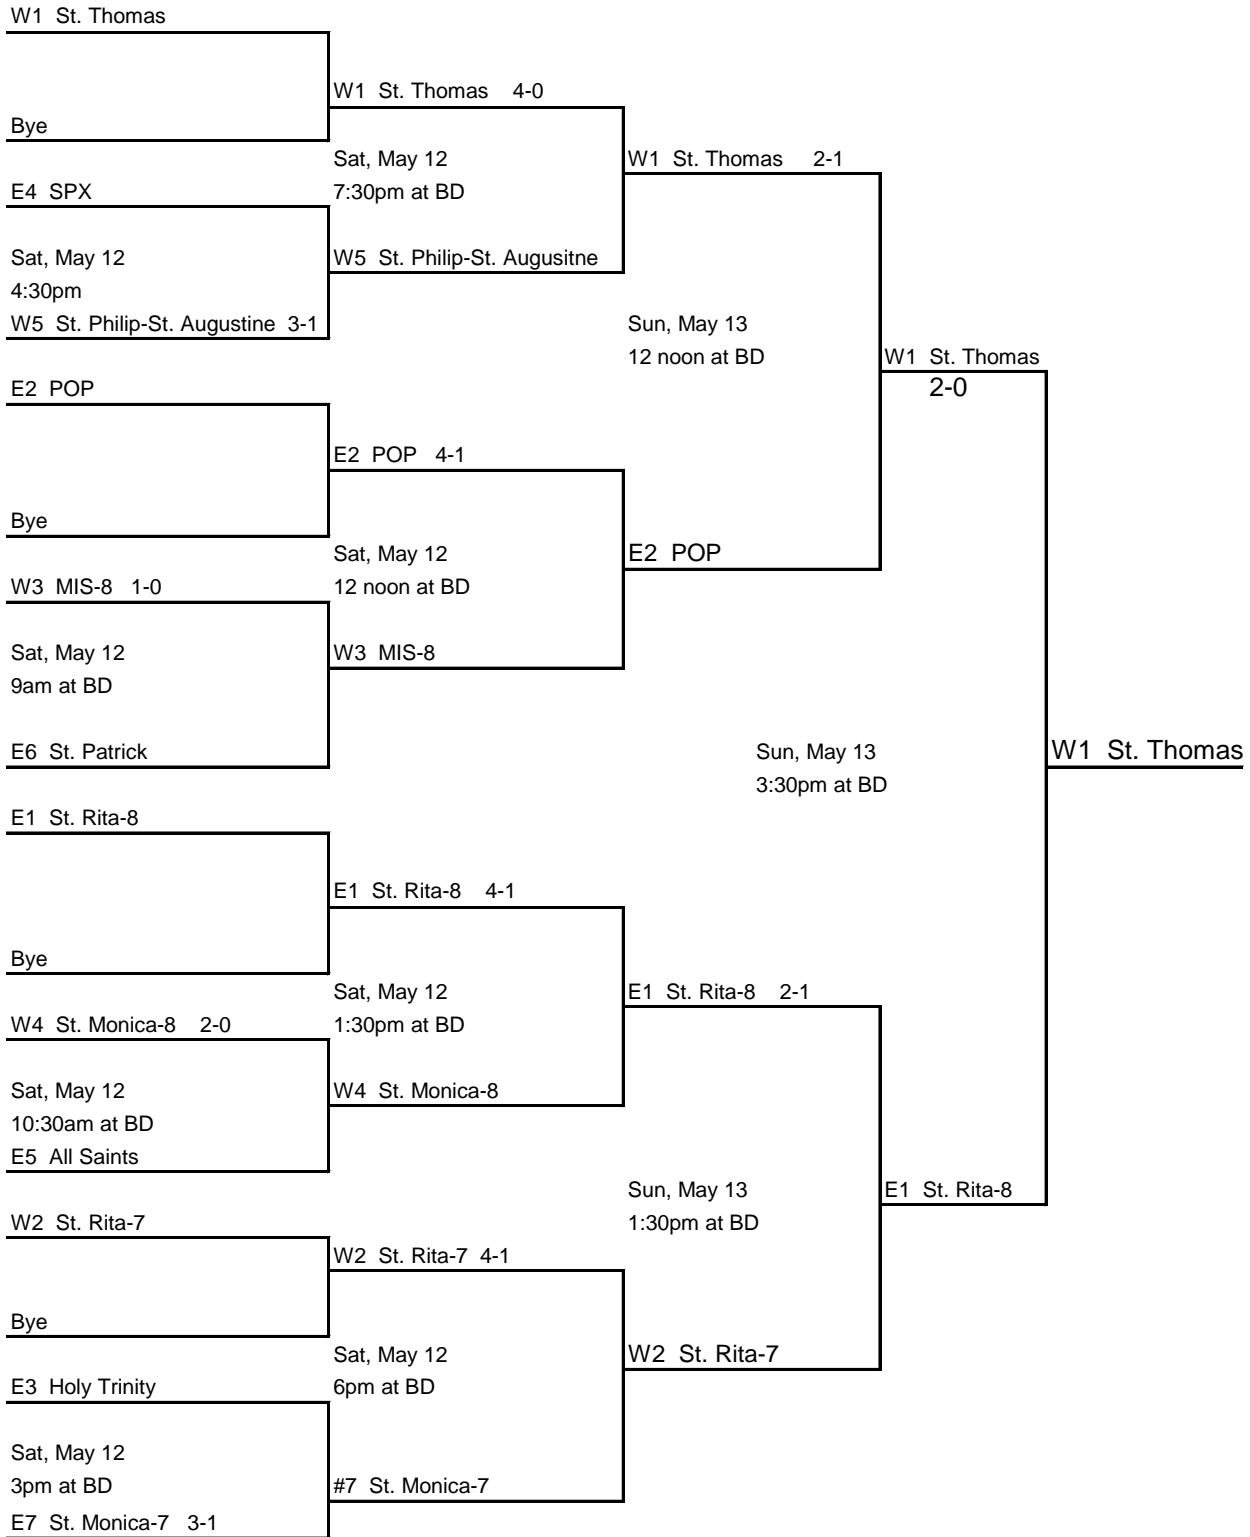 W1 St. Thomas
W1 St. Thomas 4-0
Bye
Sat, May 12
W1 St. Thomas 2-1
E4 SPX
7:30pm at BD
Sat, May 12
W5 St. Philip-St. Augusitne
4:30pm
W5 St. Philip-St. Augustine 3-1
Sun, May 13
12 noon at BD
W1 St. Thomas
E2 POP
2-0
E2 POP 4-1
Bye
Sat, May 12
E2 POP
W3 MIS-8 1-0
12 noon at BD
Sat, May 12
W3 MIS-8
9am at BD
E6 St. Patrick
Sun, May 13
W1 St. Thomas
3:30pm at BD
E1 St. Rita-8
E1 St. Rita-8 4-1
Bye
Sat, May 12
E1 St. Rita-8 2-1
W4 St. Monica-8 2-0
1:30pm at BD
Sat, May 12
W4 St. Monica-8
10:30am at BD
E5 All Saints
Sun, May 13
E1 St. Rita-8
W2 St. Rita-7
1:30pm at BD
W2 St. Rita-7 4-1
Bye
Sat, May 12
W2 St. Rita-7
E3 Holy Trinity
6pm at BD
Sat, May 12
3pm at BD
#7 St. Monica-7
E7 St. Monica-7 3-1